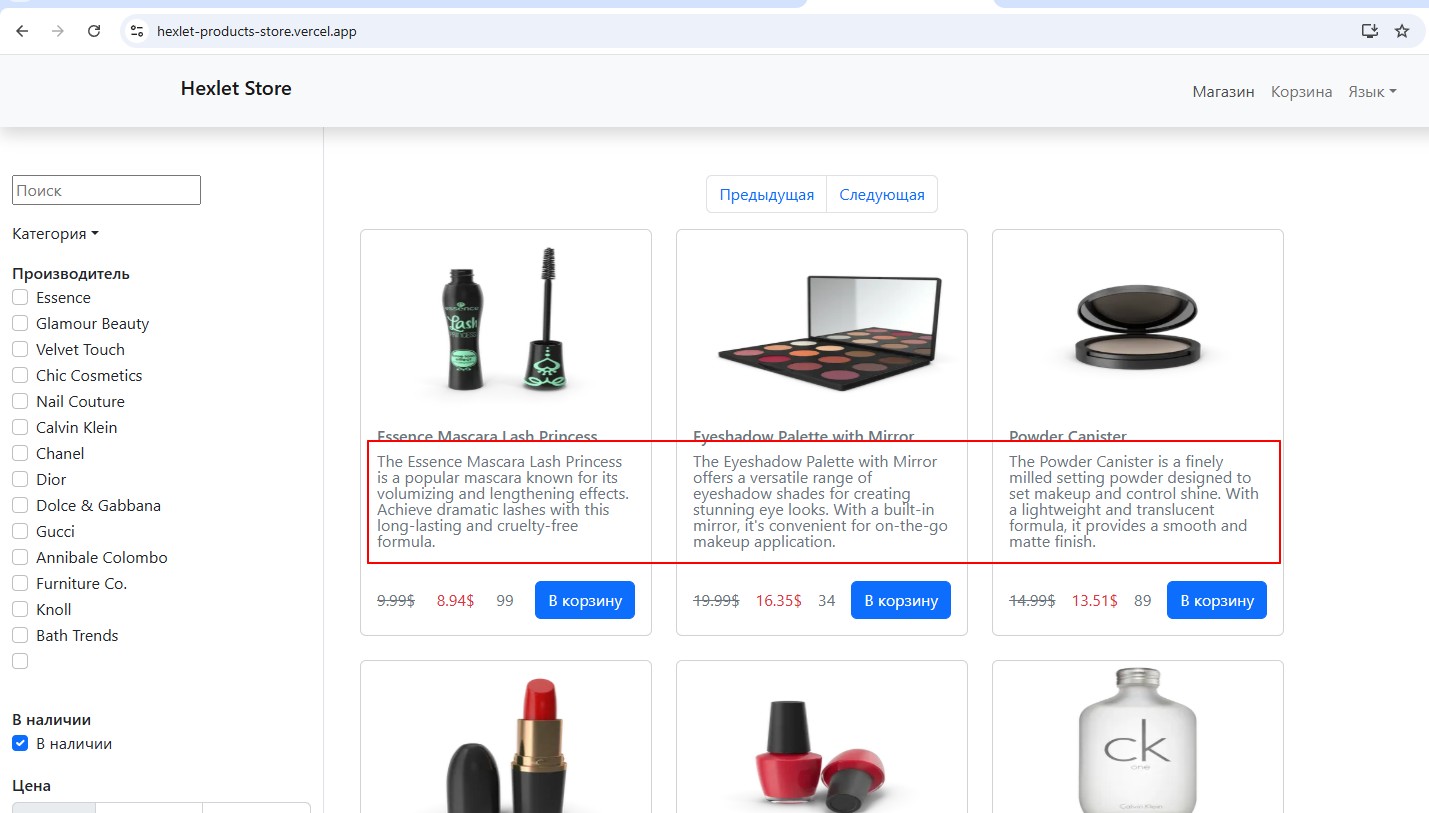 hexlet-products-store.vercel.app
Hexlet Store
Магазин Корзина Язык
Поиск
Категория
Производитель
Essence
Glamour Beauty
Velvet Touch
Chic Cosmetics
Nail Couture
Calvin Klein
Chanel
Dior
Dolce & Gabbana
Gucci
Annibale Colombo
Furniture Co.
Knoll
Bath Trends
В наличии
В наличии
Цена
Предыдущая Следующая
essence
Lash
PRINCESS
Essence Mascara Lash Princess
The Essence Mascara Lash Princess
is a popular mascara known for its
volumizing and lengthening effects.
Achieve dramatic lashes with this
long-lasting and cruelty-free
formula.
9.99$ 8.94$ 99 В корзину
Eyeshadow Palette with Mirror
The Eyeshadow Palette with Mirror
offers a versatile range of
eyeshadow shades for creating
stunning eye looks. With a built-in
mirror, it's convenient for on-the-go
makeup application.
19.99$ 16.35$ 34 В корзину
Powder Canister
The Powder Canister is a finely
milled setting powder designed to
set makeup and control shine. With
a lightweight and translucent
formula, it provides a smooth and
matte finish.
14.99$ 13.51$ 89 В корзину
ck
one
Calvin Klein